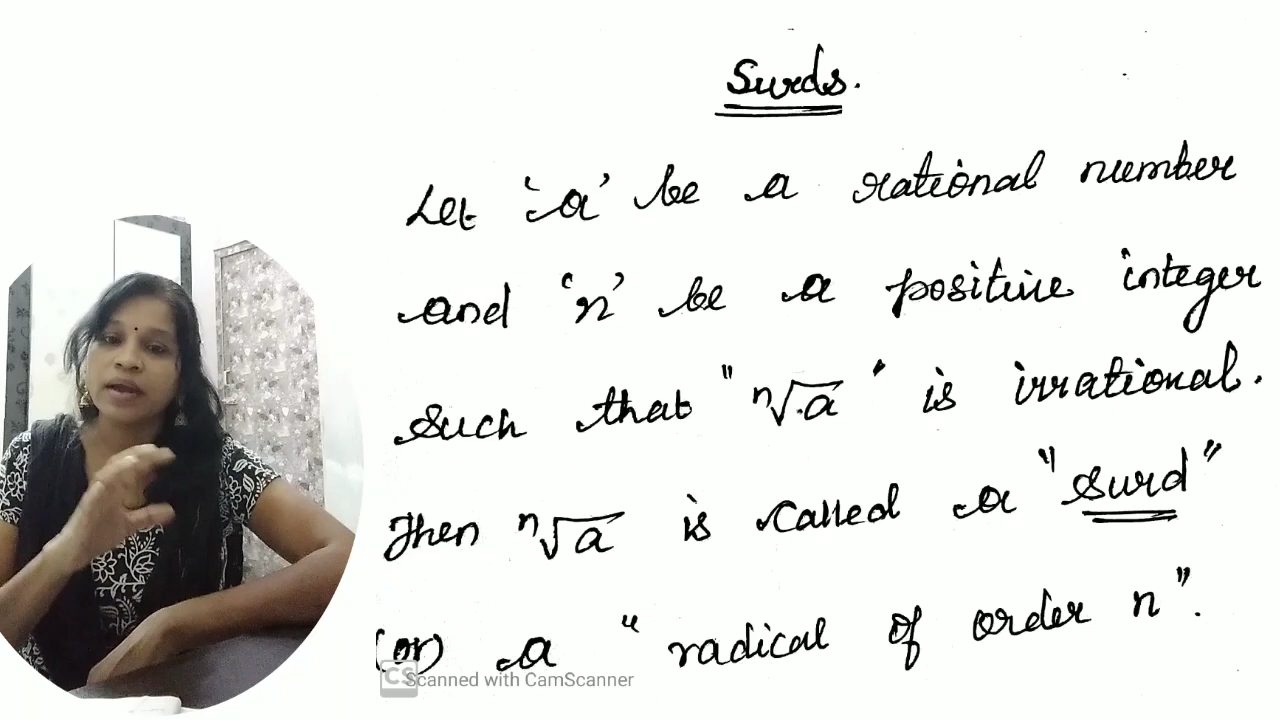 Surds.
Let 'a' be a rational number
and 'n' be a positive integer
such that "ⁿ√a" is irrational.
Then ⁿ√a is called a "surd"
(or) a "radical of order n".
CS Scanned with CamScanner